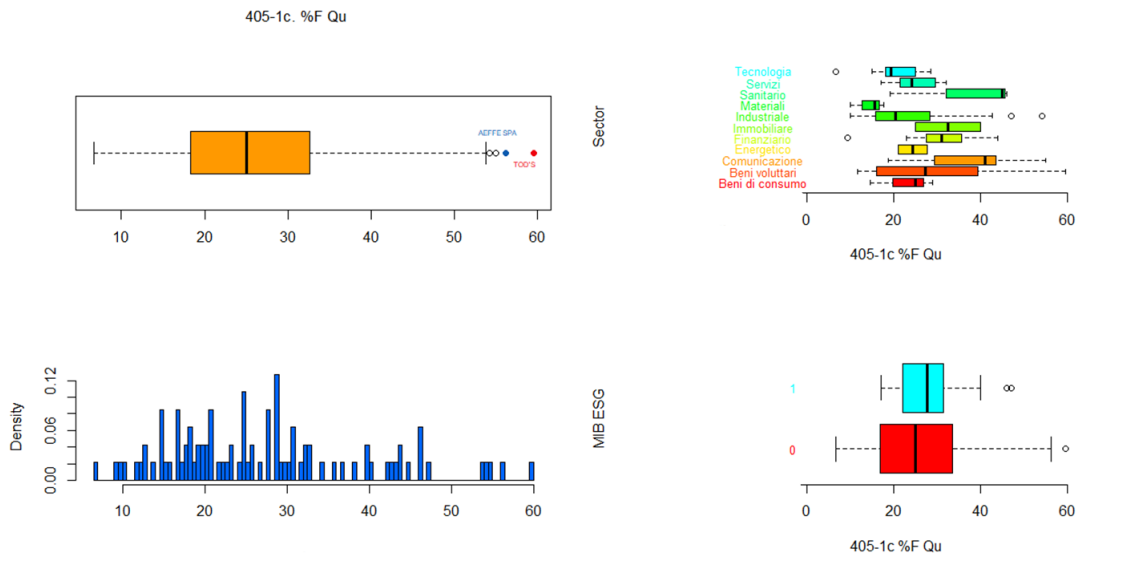 405-1c. %F Qu
AEFFE SPA
TOD'S
10 20 30 40 50 60
Sector
Tecnologia
Servizi
Sanitario
Materiali
Industriale
Immobiliare
Finanziario
Energetico
Comunicazione
Beni voluttari
Beni di consumo
0 20 40 60
405-1c %F Qu
Density
0.12
0.06
0.00
10 20 30 40 50 60
MIB ESG
1
0
0 20 40 60
405-1c %F Qu